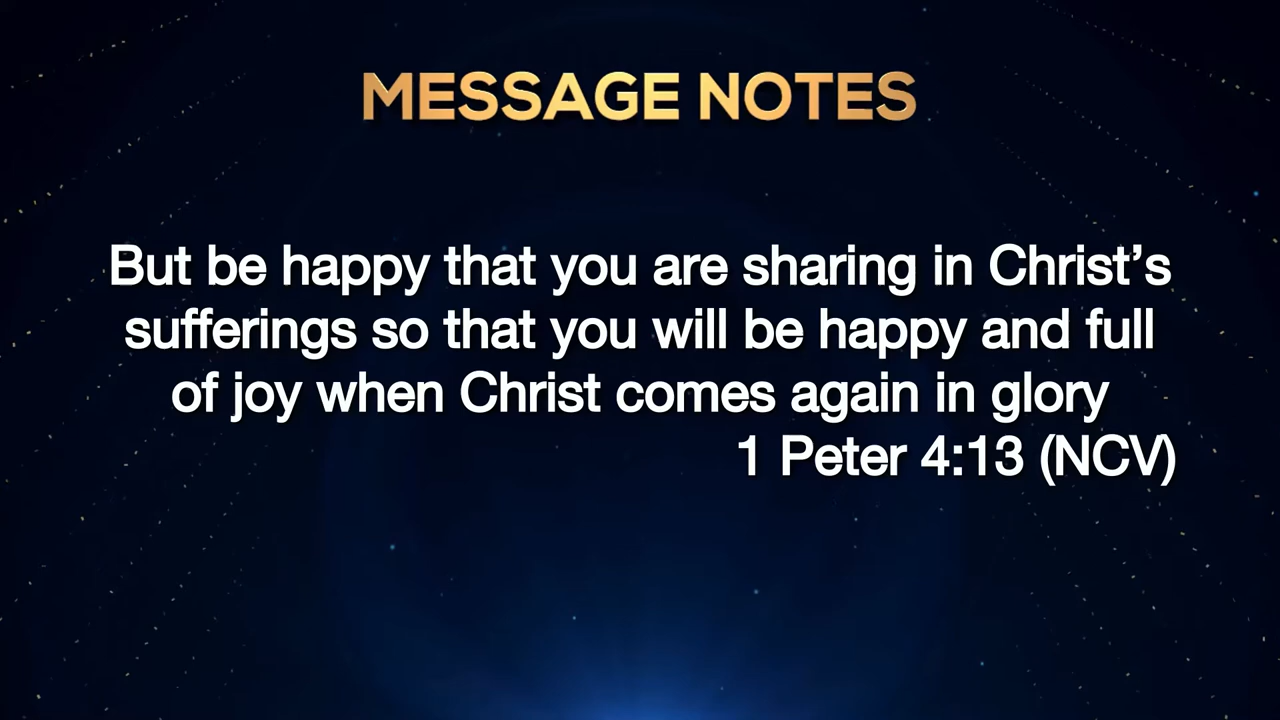 MESSAGE NOTES
But be happy that you are sharing in Christ’s
sufferings so that you will be happy and full
of joy when Christ comes again in glory
1 Peter 4:13 (NCV)